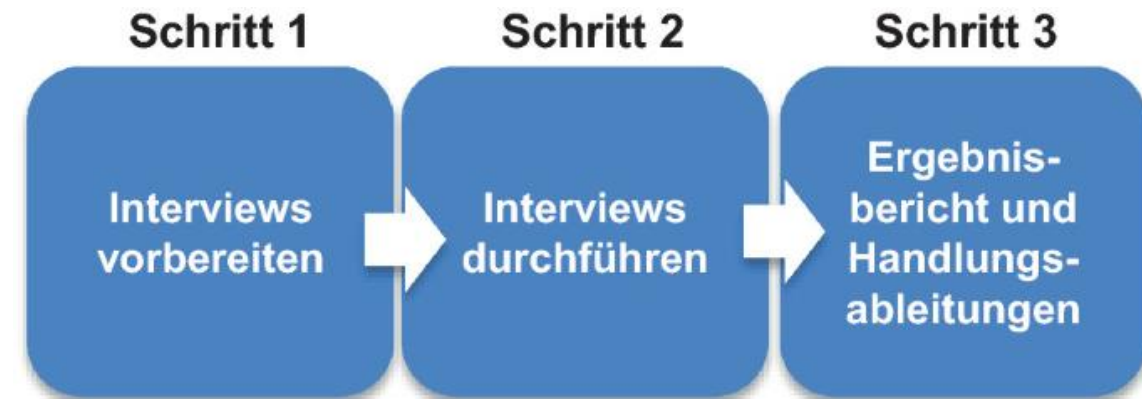 Schritt 1
Schritt 2
Schritt 3
Interviews
vorbereiten
Interviews
durchführen
Ergebnis-
bericht und
Handlungs-
ableitungen